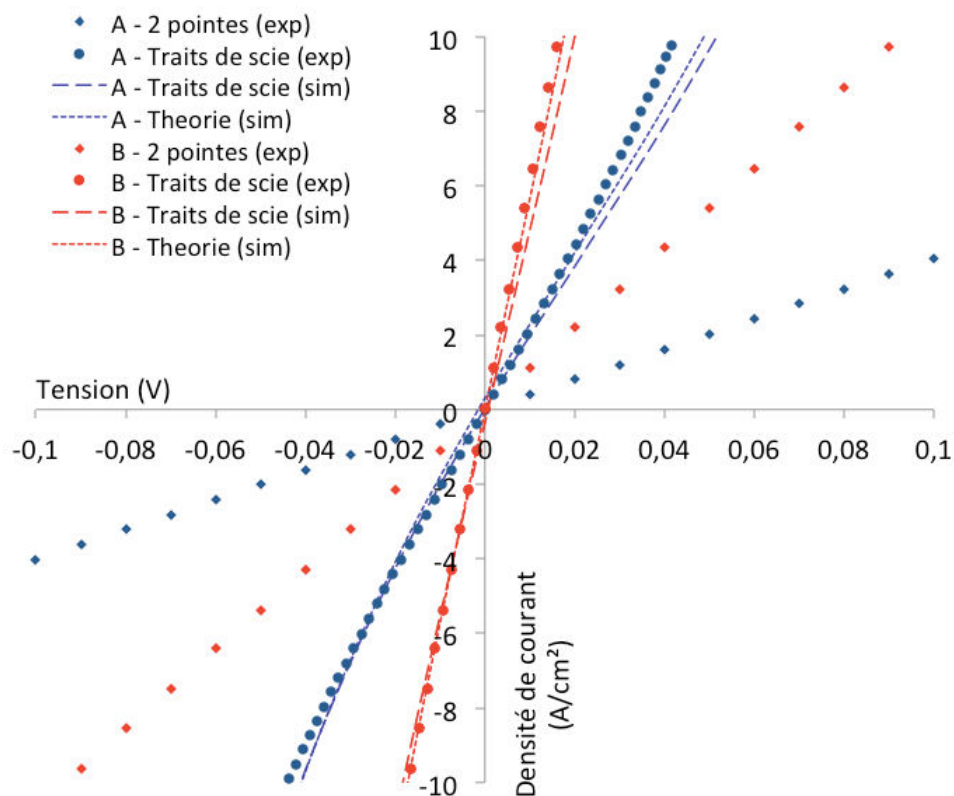 A - 2 pointes (exp)
A - Traits de scie (exp)
A - Traits de scie (sim)
A - Theorie (sim)
B - 2 pointes (exp)
B - Traits de scie (exp)
B - Traits de scie (sim)
B - Theorie (sim)
10
8
6
4
2
0
Tension (V)
-0,1
-0,08
-0,06
-0,04
-0,02
0
0,02
0,04
0,06
0,08
0,1
-2
-4
-6
-8
-10
Densité de courant
(A/cm²)